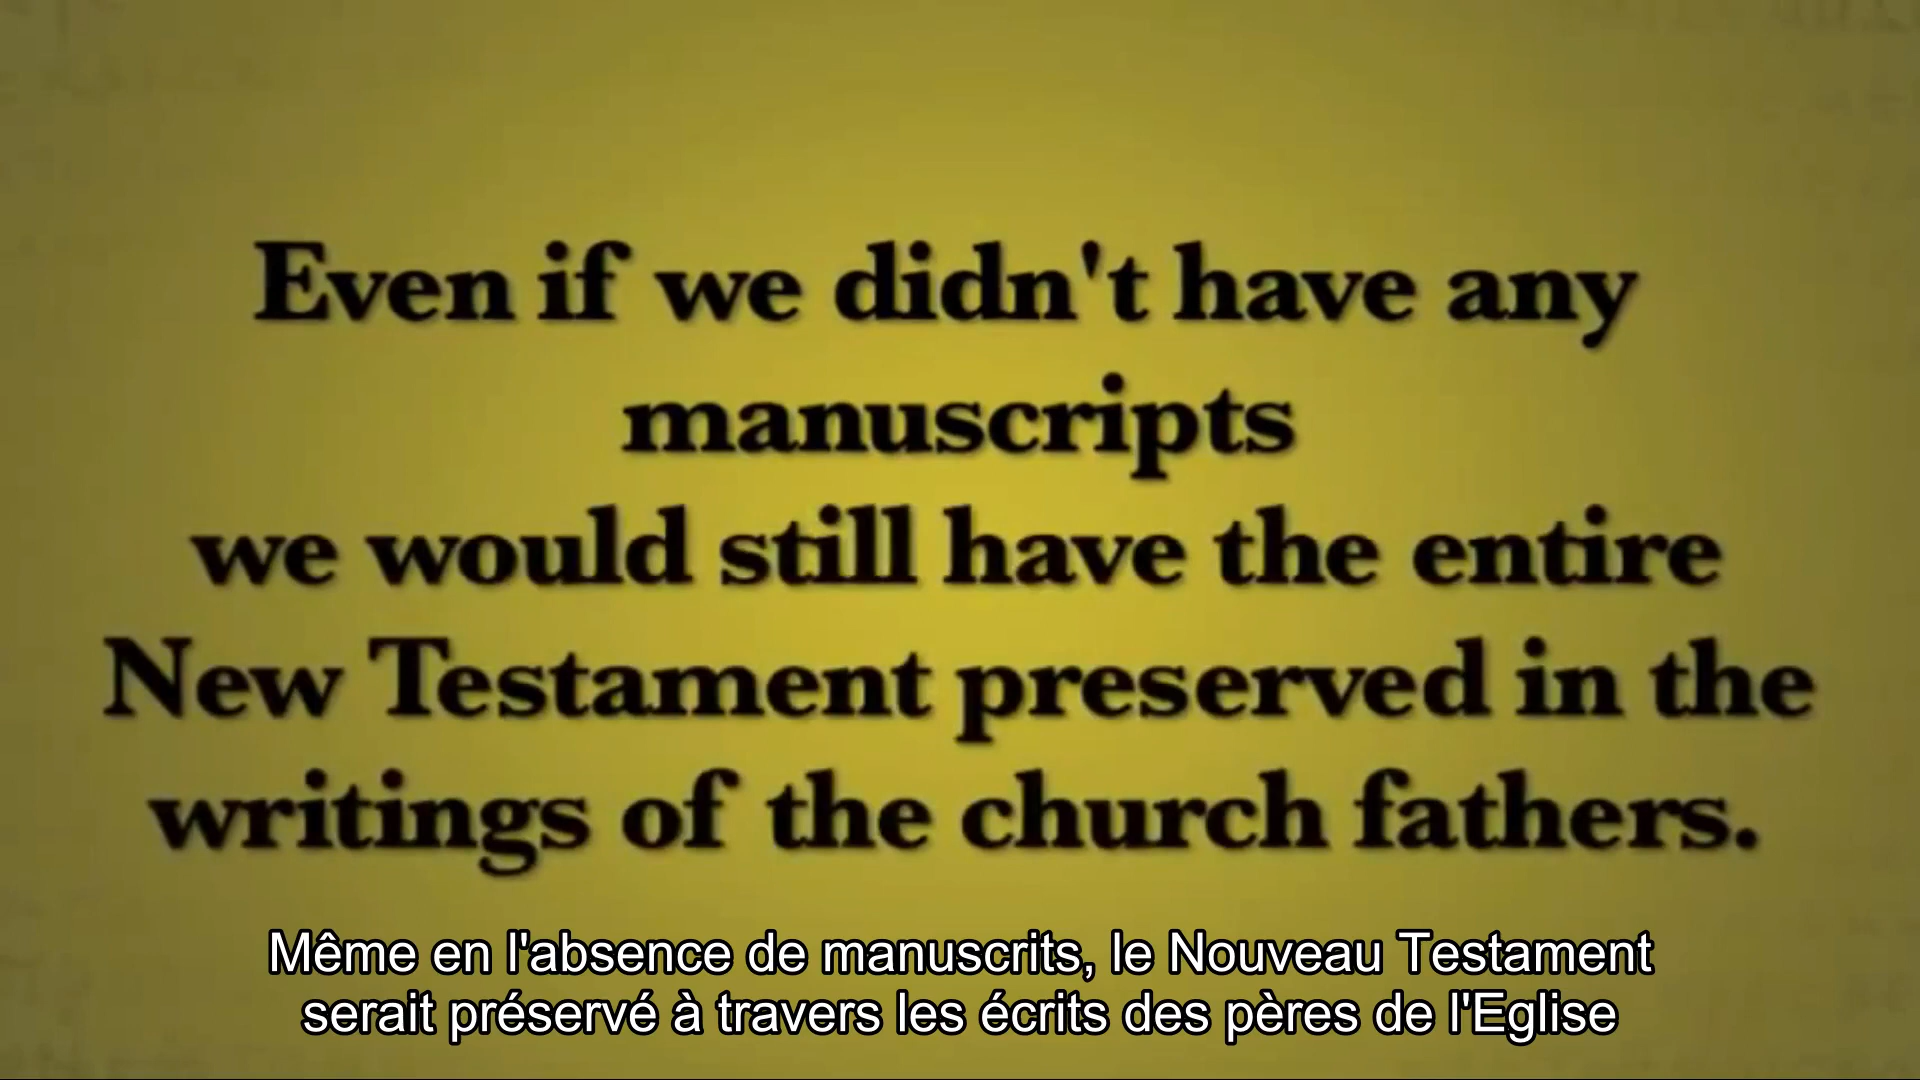 Even if we didn't have any
manuscripts
we would still have the entire
New Testament preserved in the
writings of the church fathers.
Même en l'absence de manuscrits, le Nouveau Testament
serait préservé à travers les écrits des pères de l'Eglise